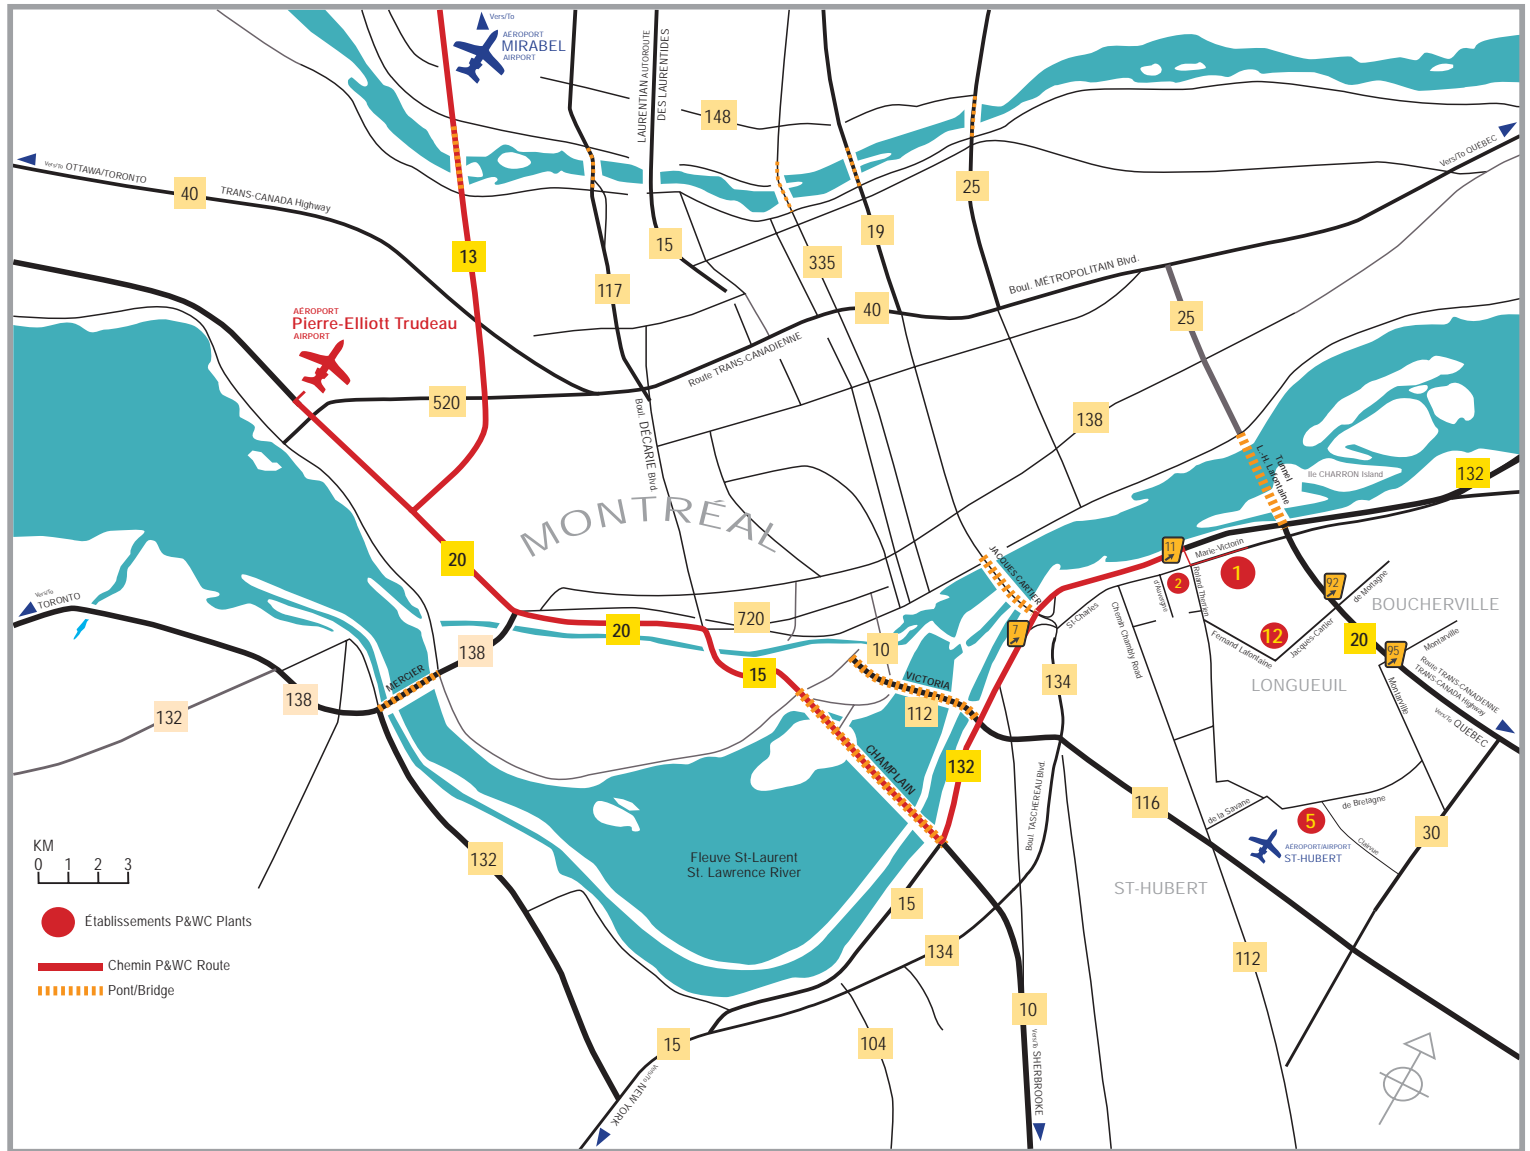 Vers/To
AÉROPORT
MIRABEL
AIRPORT
LAURENTIAN AUTOROUTE
DES LAURENTIDES
148
Vers/To QUÉBEC
Vers/To OTTAWA/TORONTO
40
TRANS-CANADA Highway
25
13
15
19
335
117
Boul. MÉTROPOLITAIN Blvd.
40
25
AÉROPORT
Pierre-Elliott Trudeau
AIRPORT
Route TRANS-CANADIENNE
520
Boul. DÉCARIE Blvd.
138
Tunnel
L.-H. Lafontaine
Ile CHARRON Island
132
MONTRÉAL
20
JACQUES CARTIER
11
Marie-Victorin
1
2
d'Auvergne
Roland Therrien
92
de Mortagne
BOUCHERVILLE
Vers/To
TORONTO
20
720
7
St-Charles
Chemin Chambly Road
12
Fernand Lafontaine
Jacques-Cartier
20
Montarville
95
Route TRANS-CANADIENNE
TRANS-CANADA Highway
Vers/To QUÉBEC
138
10
MERCIER
15
VICTORIA
134
LONGUEUIL
Montarville
138
132
112
CHAMPLAIN
132
Boul. TASCHEREAU Blvd.
116
de la Savane
de Bretagne
5
Clairevue
30
AÉROPORT/AIRPORT
ST-HUBERT
KM
0 1 2 3
132
Fleuve St-Laurent
St. Lawrence River
ST-HUBERT
15
Établissements P&WC Plants
134
112
Chemin P&WC Route
Pont/Bridge
10
15
104
Vers/To NEW YORK
Vers/To SHERBROOKE